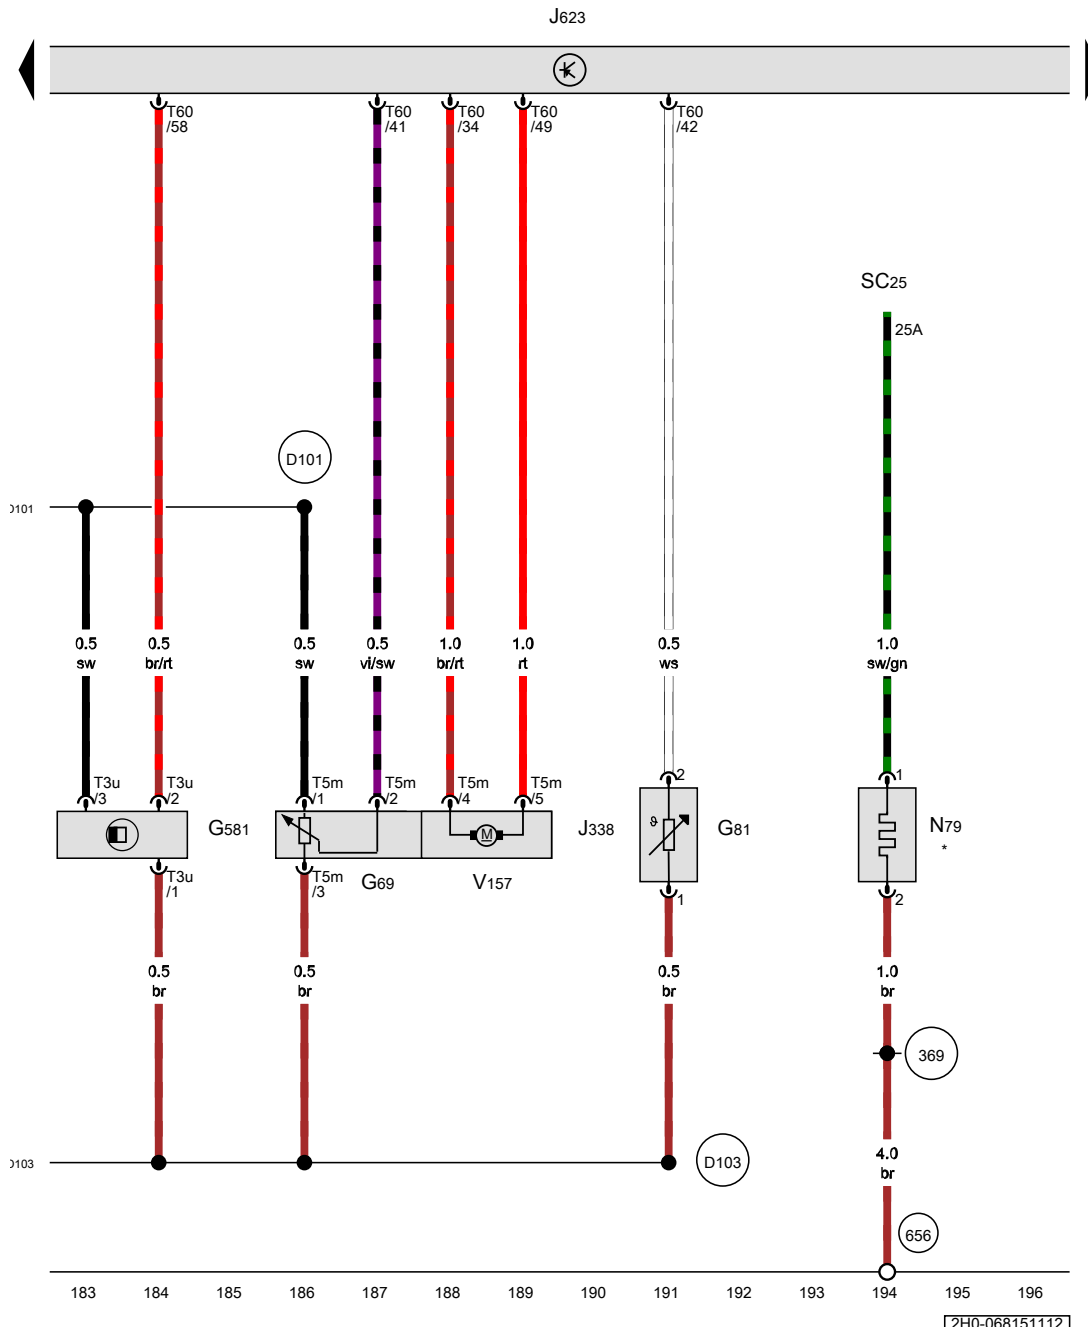 J623
T60 /58
T60 /41
T60 /34
T60 /49
T60 /42
SC25
25A
D101
D101
0.5 sw
0.5 br/rt
0.5 sw
0.5 vi/sw
1.0 br/rt
1.0 rt
0.5 ws
1.0 sw/gn
T3u /3
T3u /2
T5m /1
T5m /2
T5m /4
T5m /5
2
1
G581
M
J338
ϑ
G81
N79
*
T3u /1
T5m /3
G69
V157
1
2
0.5 br
0.5 br
0.5 br
1.0 br
369
4.0 br
D103
D103
656
183 184 185 186 187 188 189 190 191 192 193 194 195 196
2H0-068151112